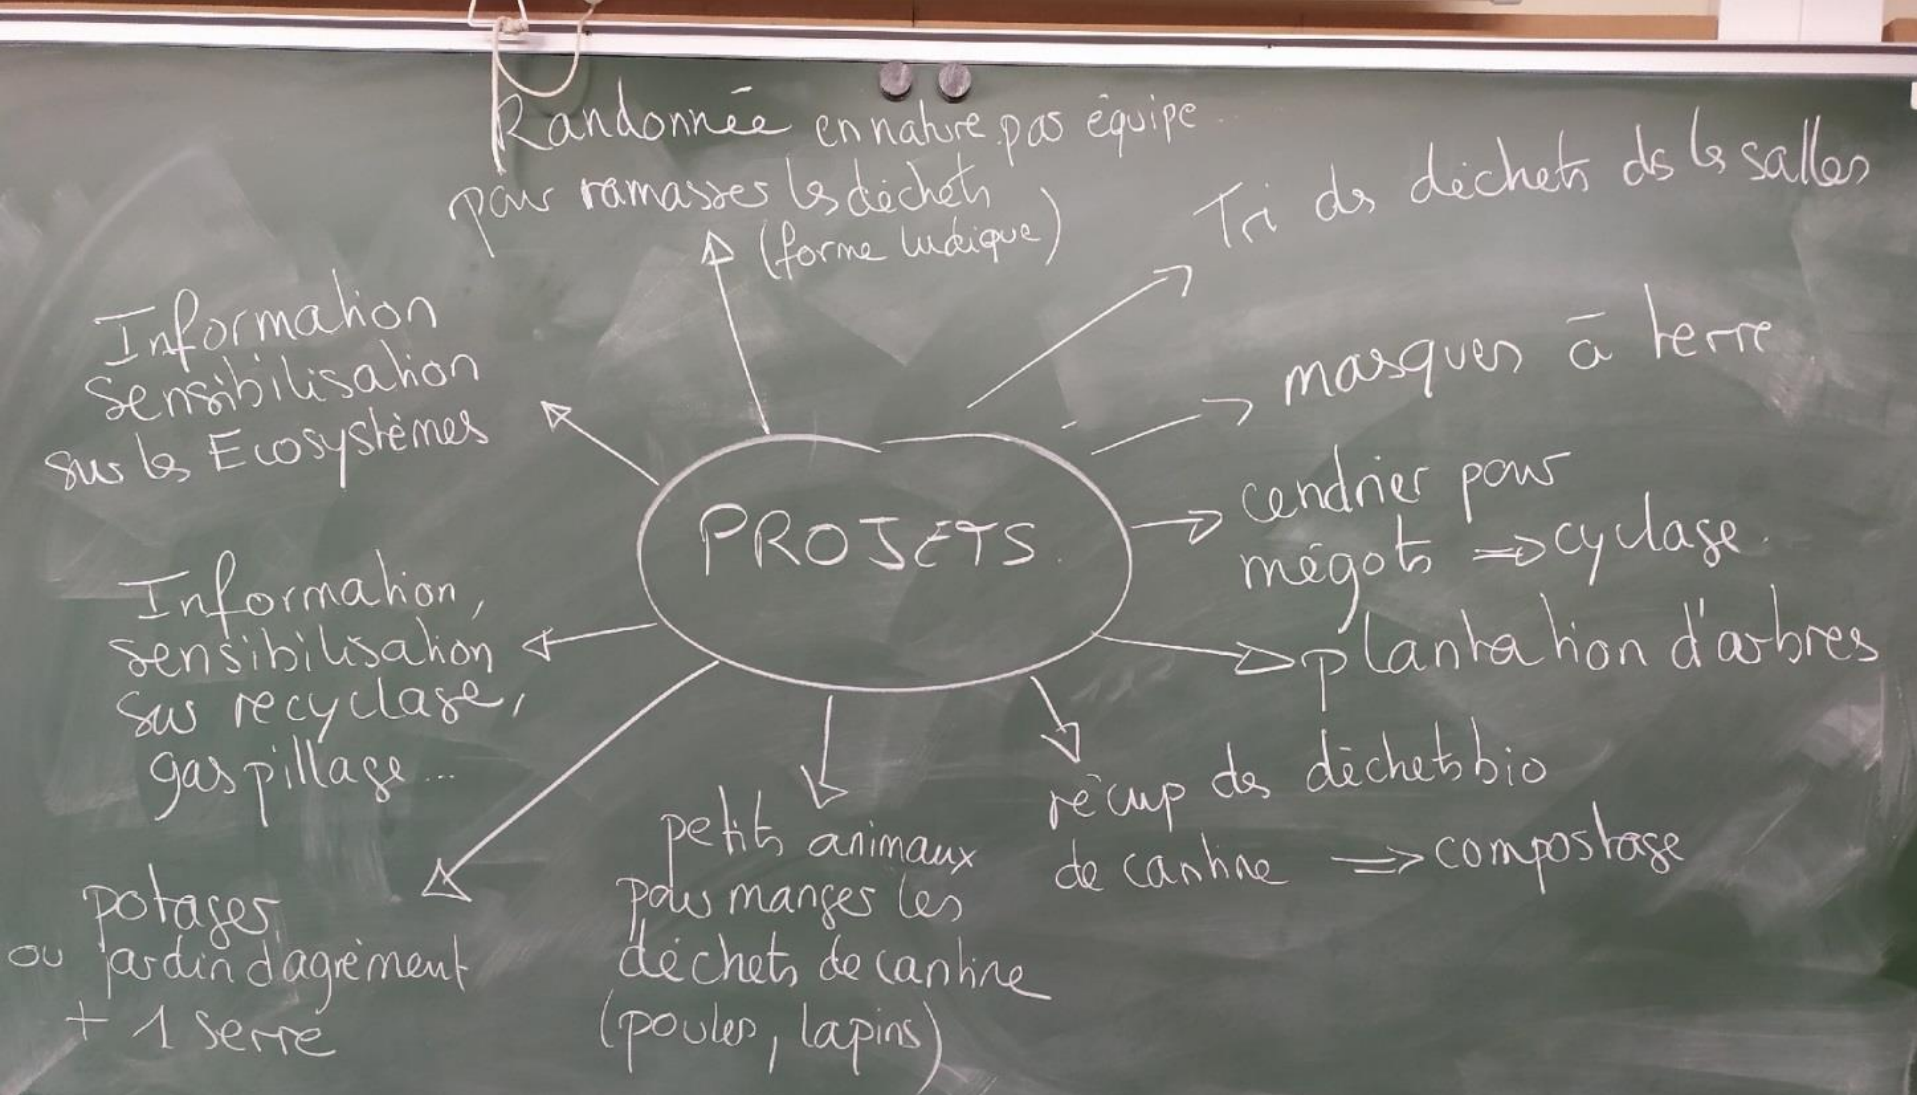 Randonnée en nature par équipe
pour ramasser les déchets
(forme ludique)
Tri des déchets ds les salles
masques à terre
cendrier pour
mégots => cyclage
plantation d'arbres
récup des déchets bio
de cantine => compostage
petits animaux
pour manger les
déchets de cantine
(poules, lapins)
potager
ou jardin d'agrément
+ 1 serre
Information,
sensibilisation
sur recyclage,
gaspillage...
Information
Sensibilisation
sur les Ecosystèmes
PROJETS